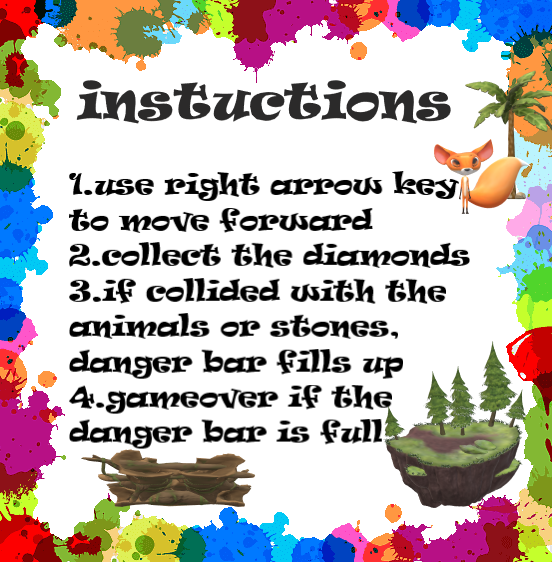 instuctions
1.use right arrow key
to move forward
2.collect the diamonds
3.if collided with the
animals or stones,
danger bar fills up
4.gameover if the
danger bar is full